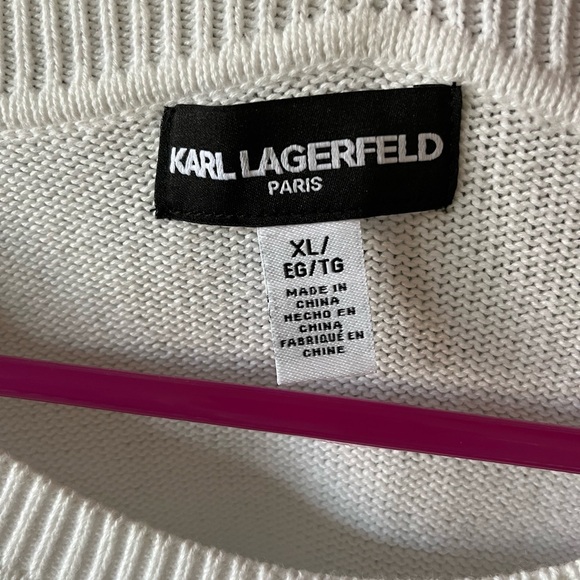 KARL LAGERFELD
PARIS
XL/
EG/TG
MADE IN
CHINA
HECHO EN
CHINA
FABRIQUÉ EN
CHINE